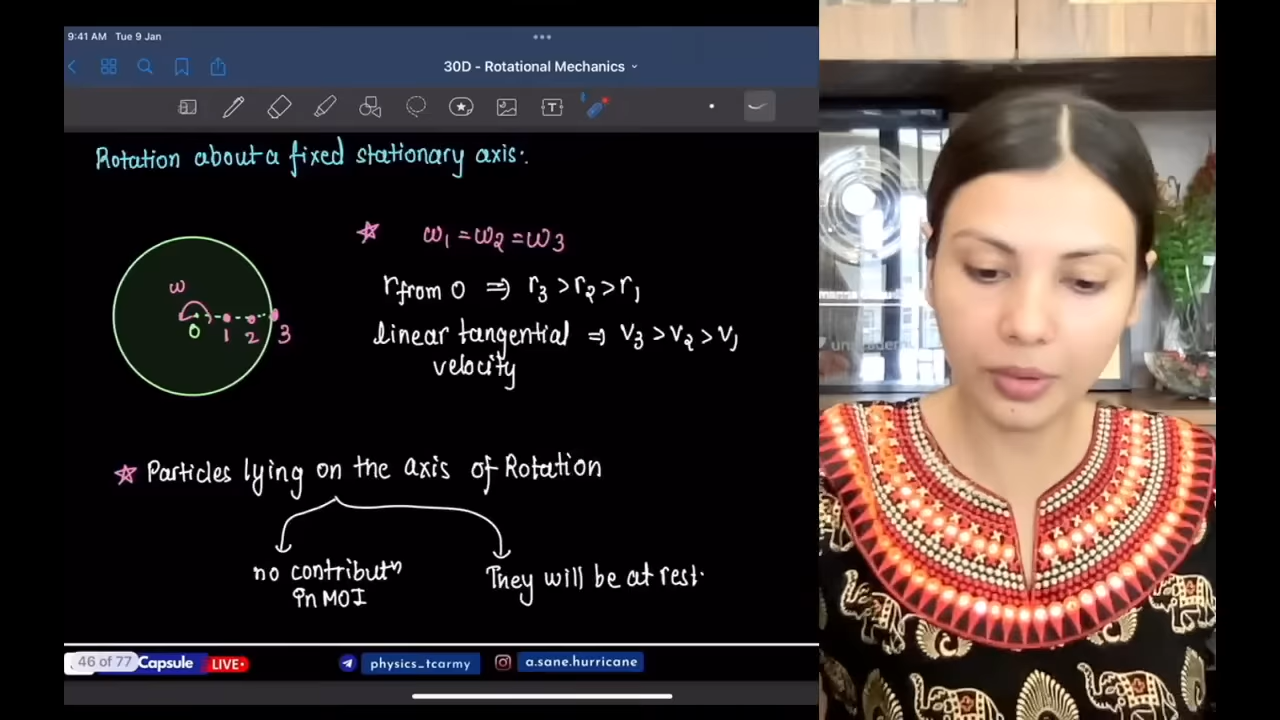 9:41 AM Tue 9 Jan
30D - Rotational Mechanics
Rotation about a fixed stationary axis:
☆ ω₁ = ω₂ = ω₃
ω
r from 0 ⇒ r₃ > r₂ > r₁
0 1 2 3
linear tangential ⇒ v₃ > v₂ > v₁
velocity
☆ Particles lying on the axis of Rotation
no contributⁿ
in MOI
They will be at rest.
46 of 77 Capsule LIVE
physics_tcarmy
a.sane.hurricane